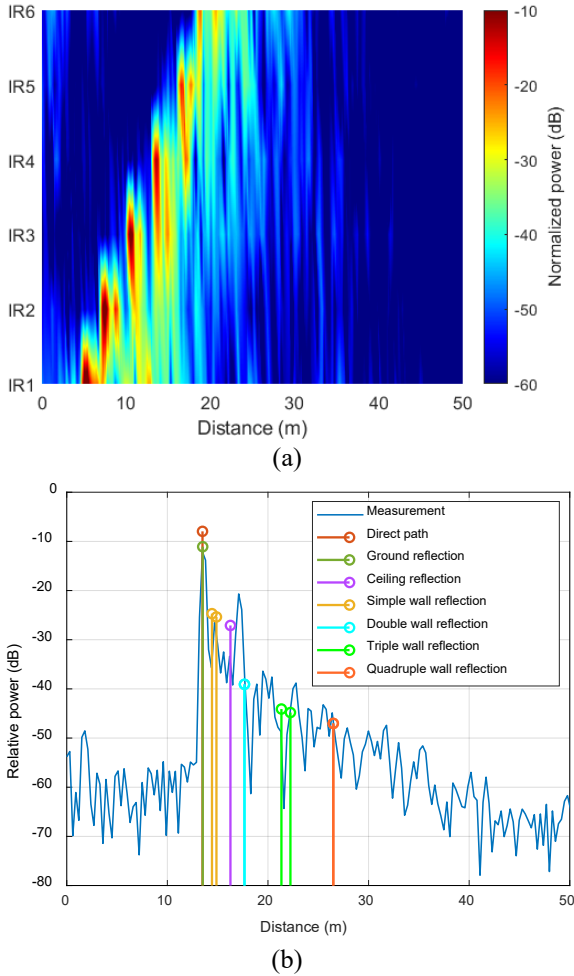 IR6
IR5
IR4
IR3
IR2
IR1
0 10 20 30 40 50
Distance (m)
-10
-20
-30
-40
-50
-60
Normalized power (dB)
(a)
0
-10
-20
-30
-40
-50
-60
-70
-80
Relative power (dB)
Measurement
Direct path
Ground reflection
Ceiling reflection
Simple wall reflection
Double wall reflection
Triple wall reflection
Quadruple wall reflection
0 10 20 30 40 50
Distance (m)
(b)